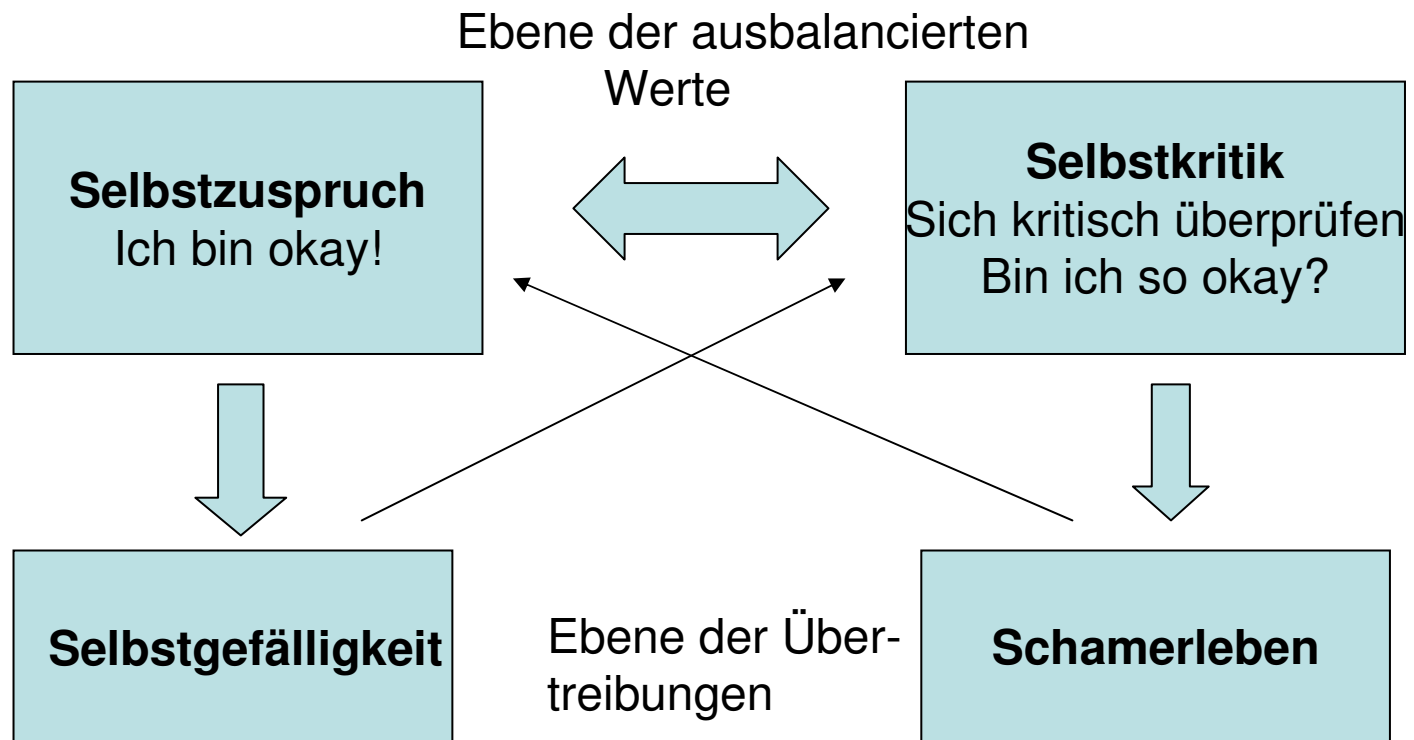 Ebene der ausbalancierten
Werte
Selbstzuspruch
Ich bin okay!
Selbstkritik
Sich kritisch überprüfen
Bin ich so okay?
Selbstgefälligkeit
Ebene der Über-
treibungen
Schamerleben